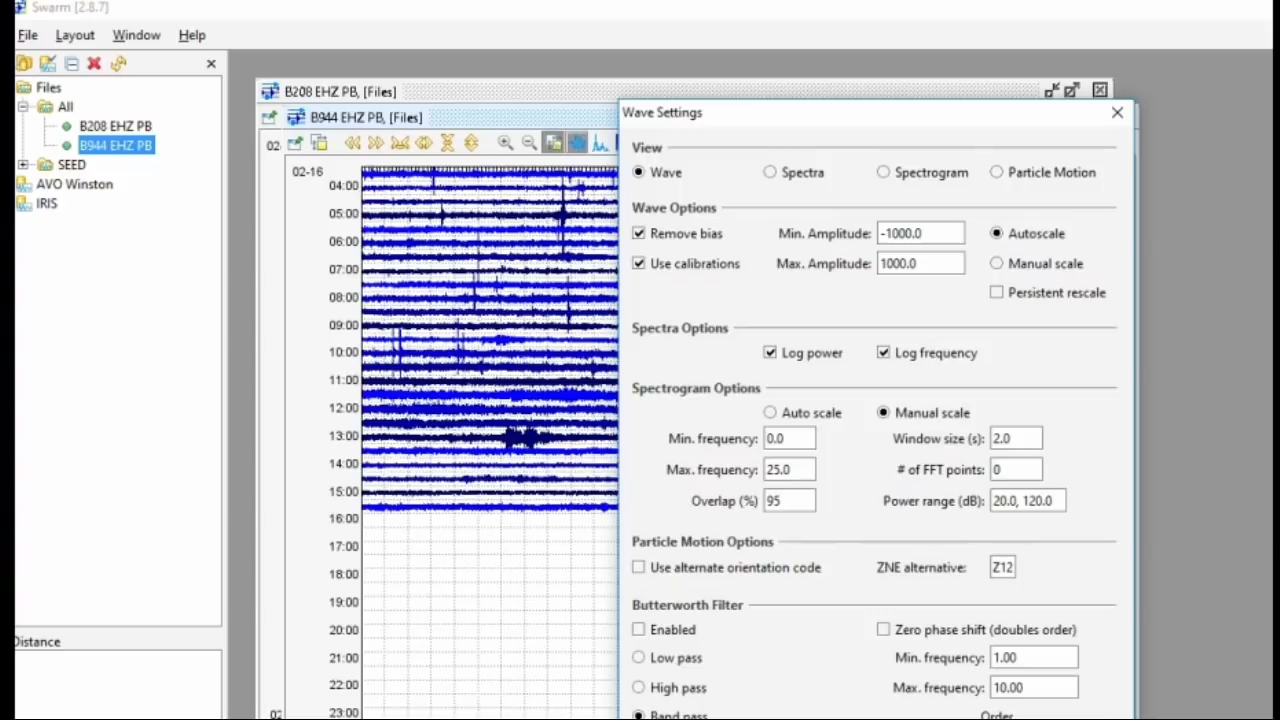 Swarm [2.8.7]
File Layout Window Help
Files
All
B208 EHZ PB
B944 EHZ PB
SEED
AVO Winston
IRIS
Distance
B208 EHZ PB, [Files]
B944 EHZ PB, [Files]
02
02-16
04:00
05:00
06:00
07:00
08:00
09:00
10:00
11:00
12:00
13:00
14:00
15:00
16:00
17:00
18:00
19:00
20:00
21:00
22:00
23:00
02
Wave Settings
View
Wave Spectra Spectrogram Particle Motion
Wave Options
Remove bias Min. Amplitude: -1000.0 Autoscale
Use calibrations Max. Amplitude: 1000.0 Manual scale
Persistent rescale
Spectra Options
Log power Log frequency
Spectrogram Options
Auto scale Manual scale
Min. frequency: 0.0 Window size (s): 2.0
Max. frequency: 25.0 # of FFT points: 0
Overlap (%) 95 Power range (dB): 20.0, 120.0
Particle Motion Options
Use alternate orientation code ZNE alternative: Z12
Butterworth Filter
Enabled Zero phase shift (doubles order)
Low pass Min. frequency: 1.00
High pass Max. frequency: 10.00
Band pass Order